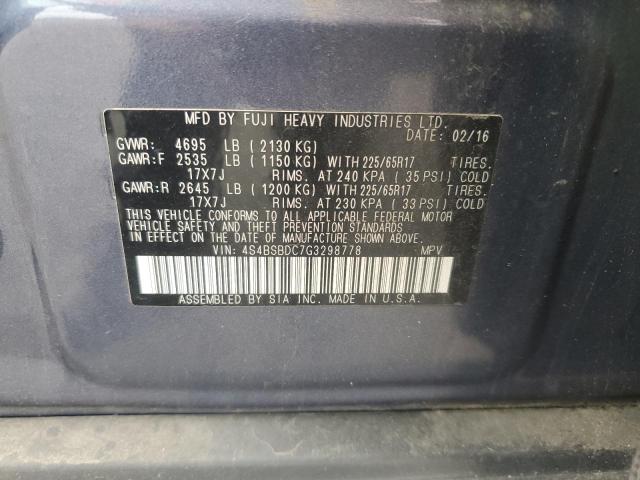 MFD BY FUJI HEAVY INDUSTRIES LTD.
DATE: 02/16
GVWR: 4695 LB ( 2130 KG)
GAWR:F 2535 LB ( 1150 KG) WITH 225/65R17 TIRES.
17X7J RIMS. AT 240 KPA ( 35 PSI) COLD
GAWR:R 2645 LB ( 1200 KG) WITH 225/65R17 TIRES.
17X7J RIMS. AT 230 KPA ( 33 PSI) COLD
THIS VEHICLE CONFORMS TO ALL APPLICABLE FEDERAL MOTOR
VEHICLE SAFETY AND THEFT PREVENTION STANDARDS
IN EFFECT ON THE DATE OF MANUFACTURE SHOWN ABOVE.
VIN: 4S4BSBDC7G3298778 MPV
ASSEMBLED BY SIA INC. MADE IN U.S.A.